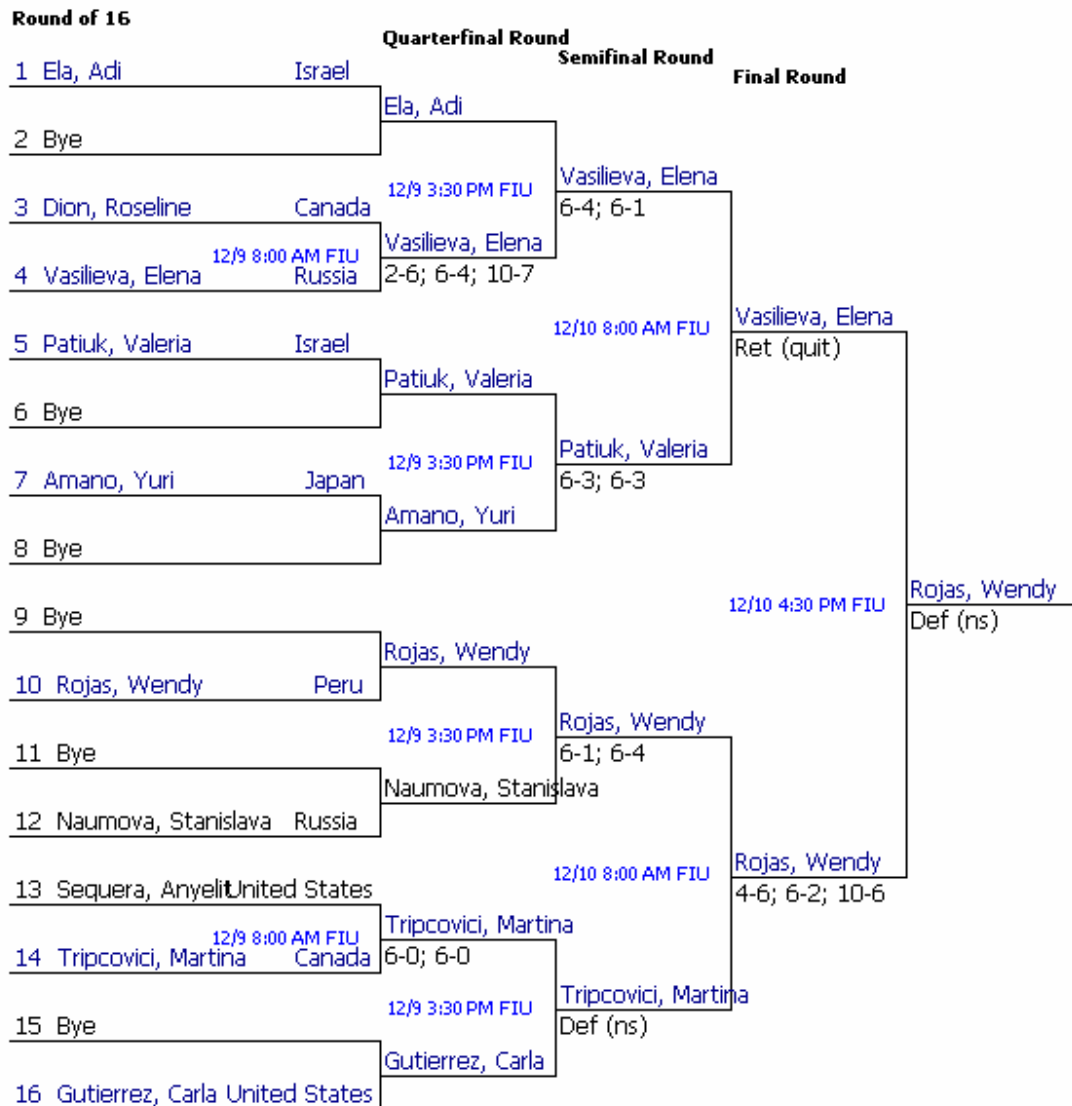 Round of 16
Quarterfinal Round
Semifinal Round
Final Round
1 Ela, Adi Israel
Ela, Adi
2 Bye
12/9 3:30 PM FIU
Vasilieva, Elena
6-4; 6-1
3 Dion, Roseline Canada
12/9 8:00 AM FIU
Vasilieva, Elena
2-6; 6-4; 10-7
4 Vasilieva, Elena Russia
12/10 8:00 AM FIU
Vasilieva, Elena
Ret (quit)
5 Patiuk, Valeria Israel
Patiuk, Valeria
6 Bye
12/9 3:30 PM FIU
Patiuk, Valeria
6-3; 6-3
7 Amano, Yuri Japan
Amano, Yuri
8 Bye
12/10 4:30 PM FIU
Rojas, Wendy
Def (ns)
9 Bye
Rojas, Wendy
10 Rojas, Wendy Peru
12/9 3:30 PM FIU
Rojas, Wendy
6-1; 6-4
11 Bye
Naumova, Stanislava
12 Naumova, Stanislava Russia
12/10 8:00 AM FIU
Rojas, Wendy
4-6; 6-2; 10-6
13 Sequera, Anyelit United States
12/9 8:00 AM FIU
Tripcovici, Martina
6-0; 6-0
14 Tripcovici, Martina Canada
12/9 3:30 PM FIU
Tripcovici, Martina
Def (ns)
15 Bye
Gutierrez, Carla
16 Gutierrez, Carla United States